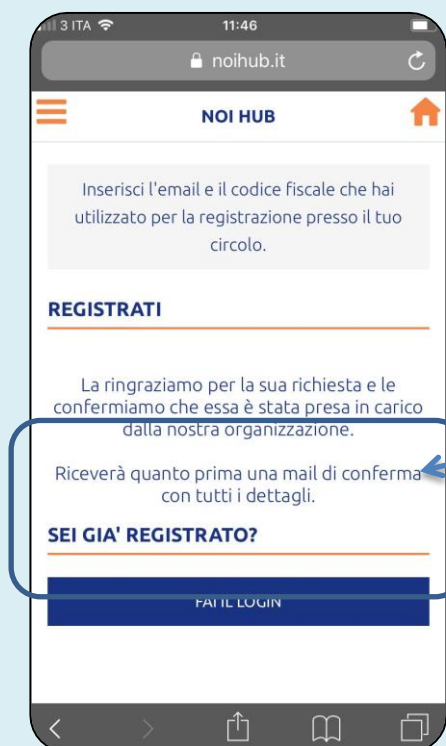 3 ITA
11:46
noihub.it
NOI HUB
Inserisci l'email e il codice fiscale che hai
utilizzato per la registrazione presso il tuo
circolo.
REGISTRATI
La ringraziamo per la sua richiesta e le
confermiamo che essa è stata presa in carico
dalla nostra organizzazione.
Riceverà quanto prima una mail di conferma
con tutti i dettagli.
SEI GIA' REGISTRATO?
FAI IL LOGIN